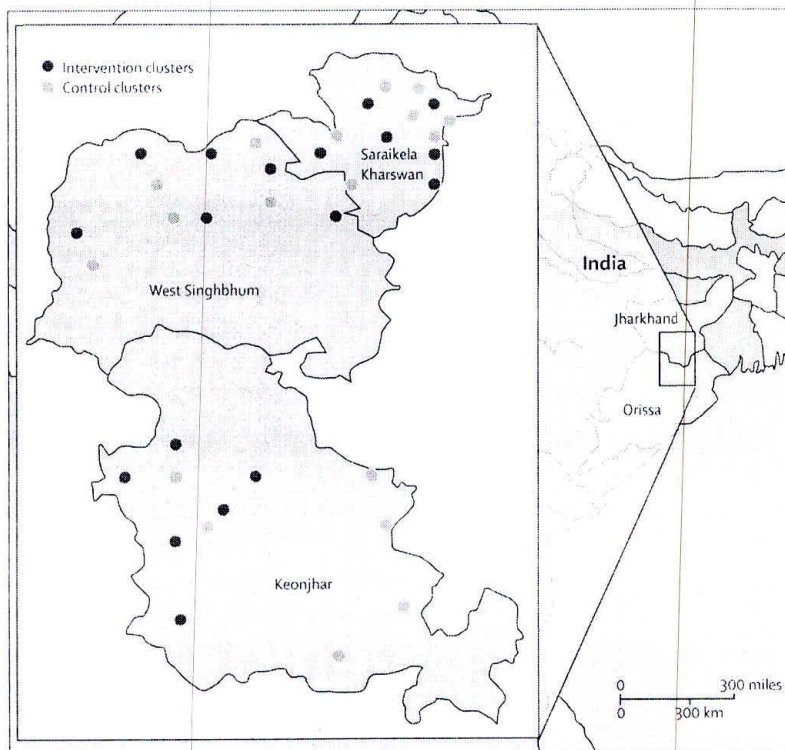 Intervention clusters
Control clusters
Saraikela
Kharswan
West Singhbhum
Keonjhar
India
Jharkhand
Orissa
0 300 miles
0 300 km